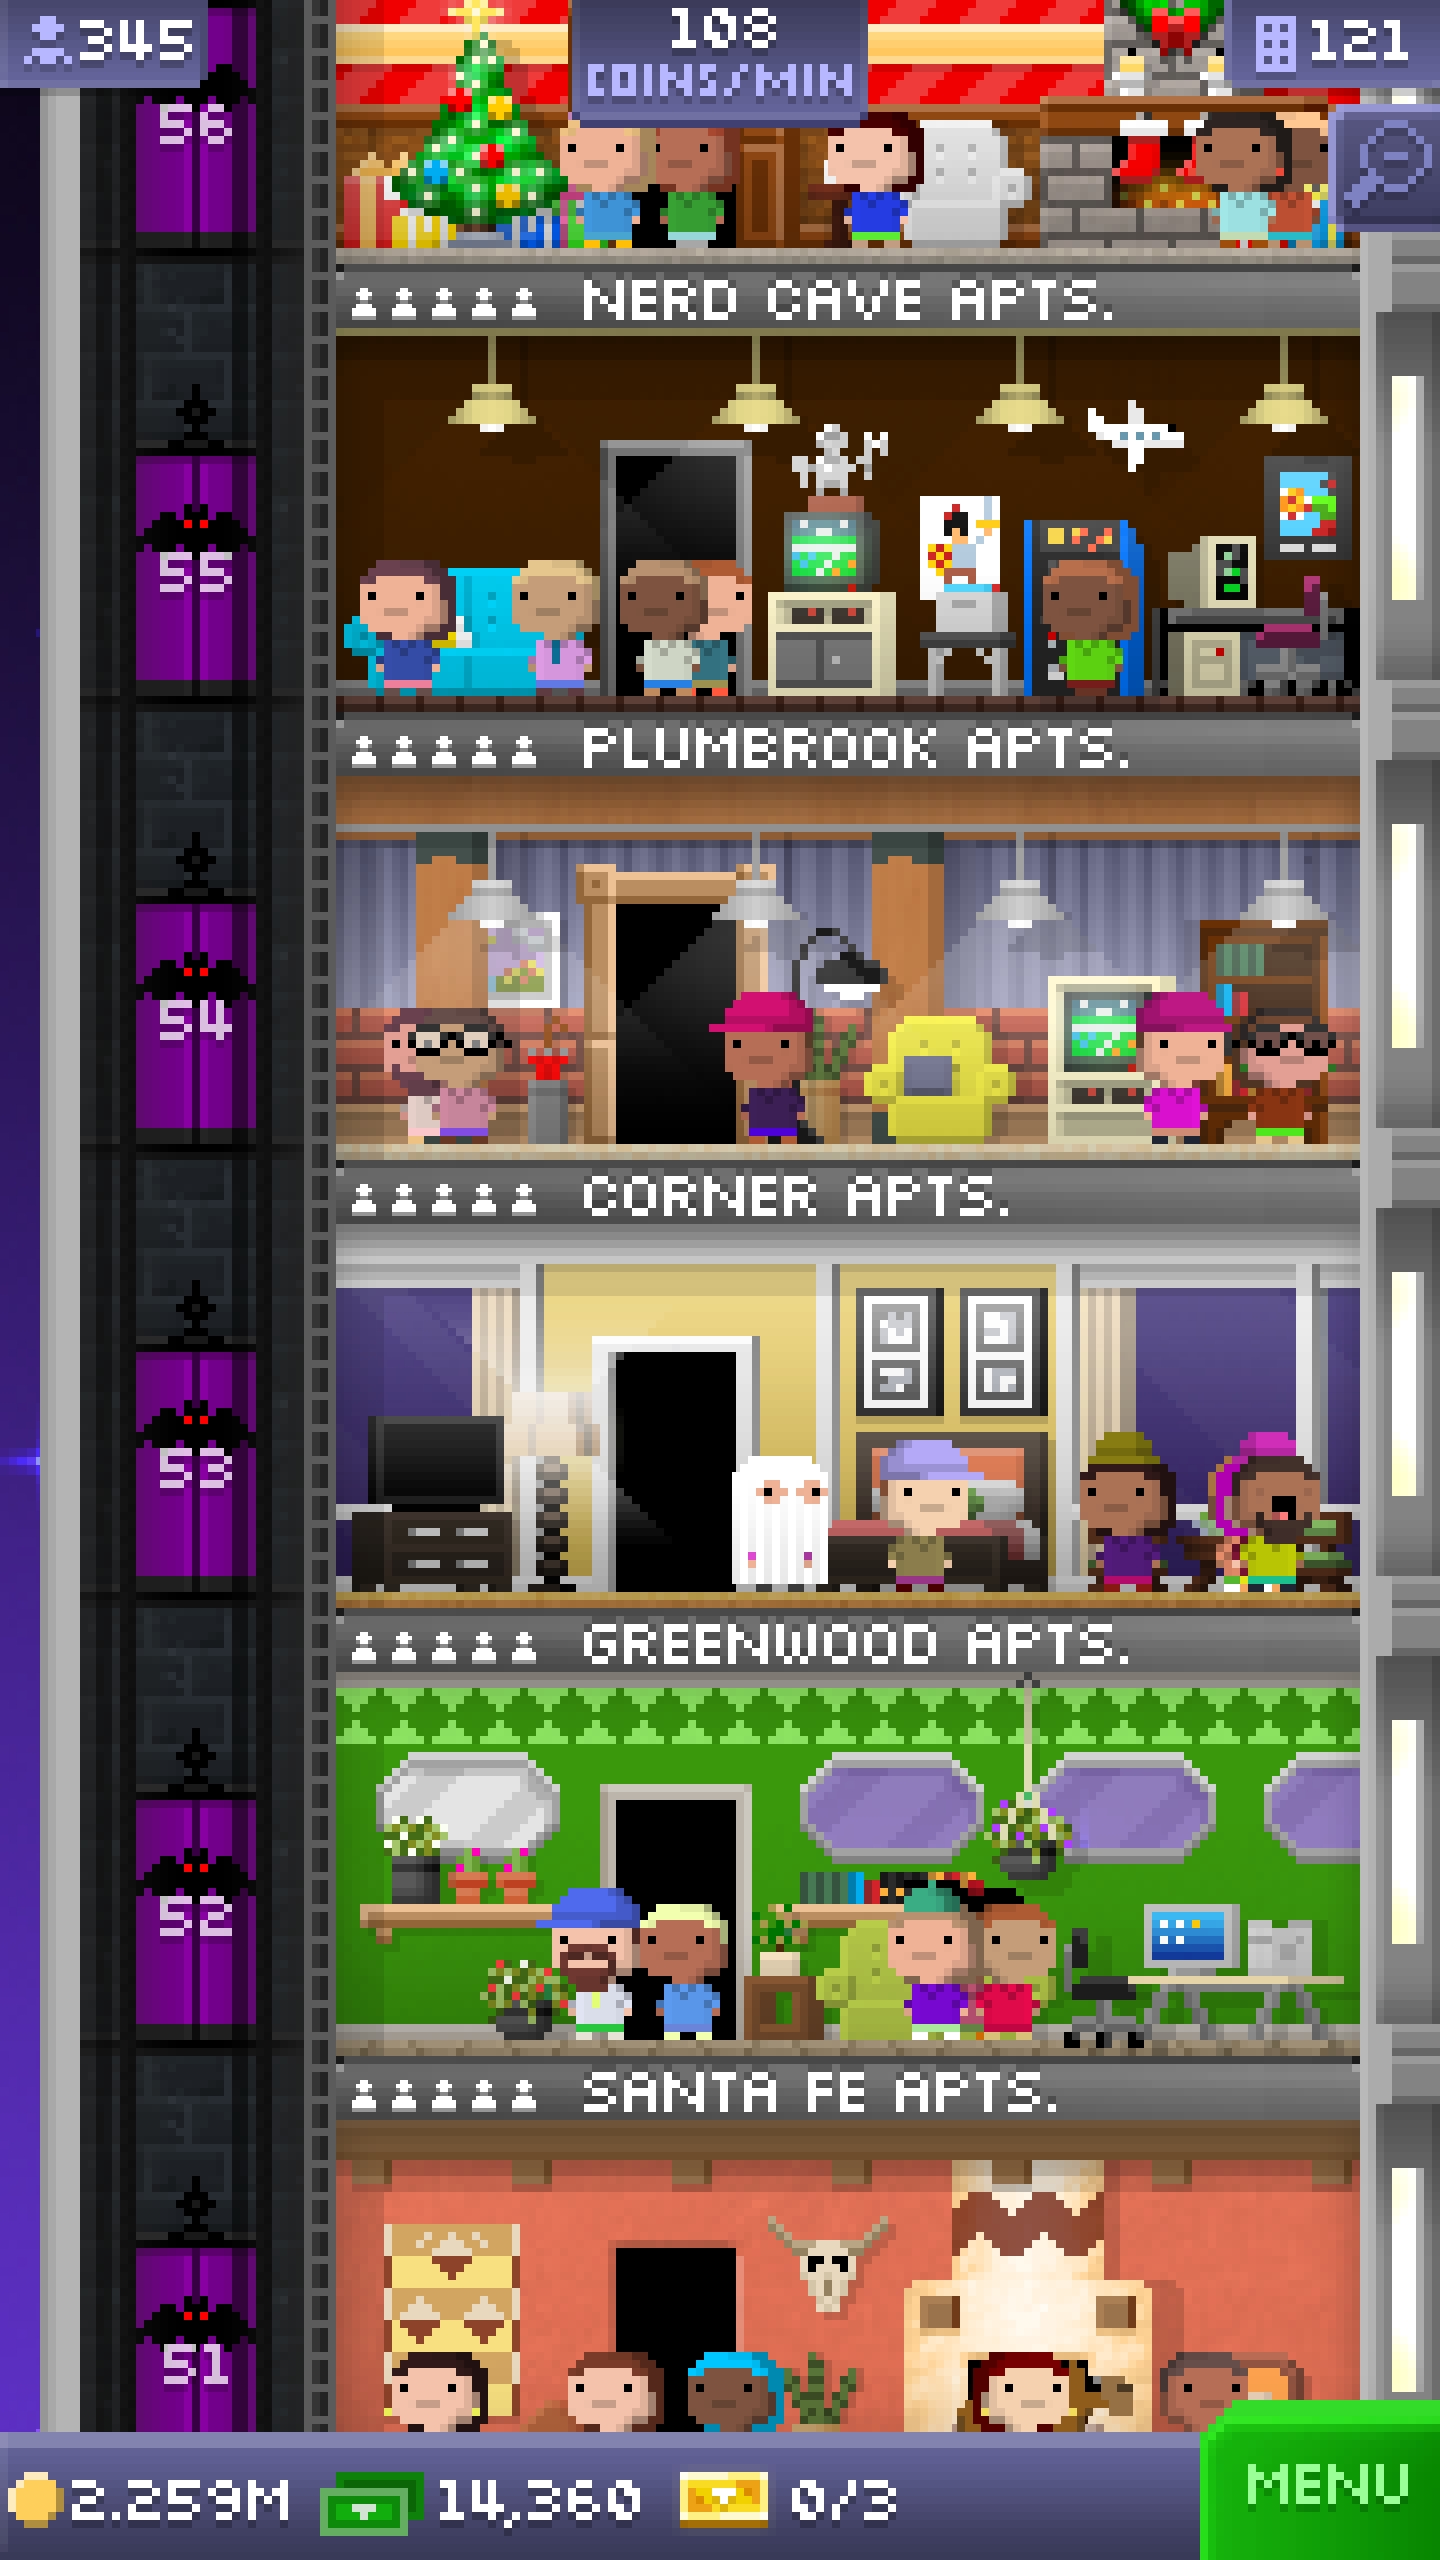 345
108
COINS/MIN
121
56
NERD CAVE APTS.
55
PLUMBROOK APTS.
54
CORNER APTS.
53
GREENWOOD APTS.
52
SANTA FE APTS.
51
2.259M 14,360 0/3
MENU